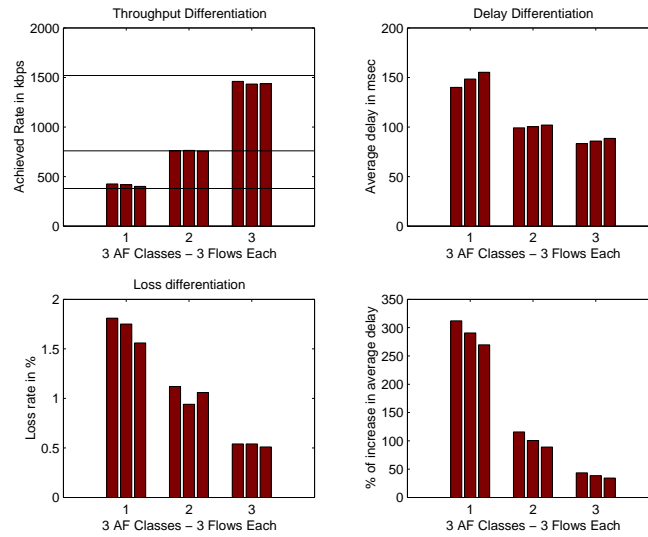 Throughput Differentiation
2000
1500
1000
500
0
Achieved Rate in kbps
1 2 3
3 AF Classes − 3 Flows Each
Delay Differentiation
200
150
100
50
0
Average delay in msec
1 2 3
3 AF Classes − 3 Flows Each
Loss differentiation
2
1.5
1
0.5
0
Loss rate in %
1 2 3
3 AF Classes − 3 Flows Each
350
300
250
200
150
100
50
0
% of increase in average delay
1 2 3
3 AF Classes − 3 Flows Each